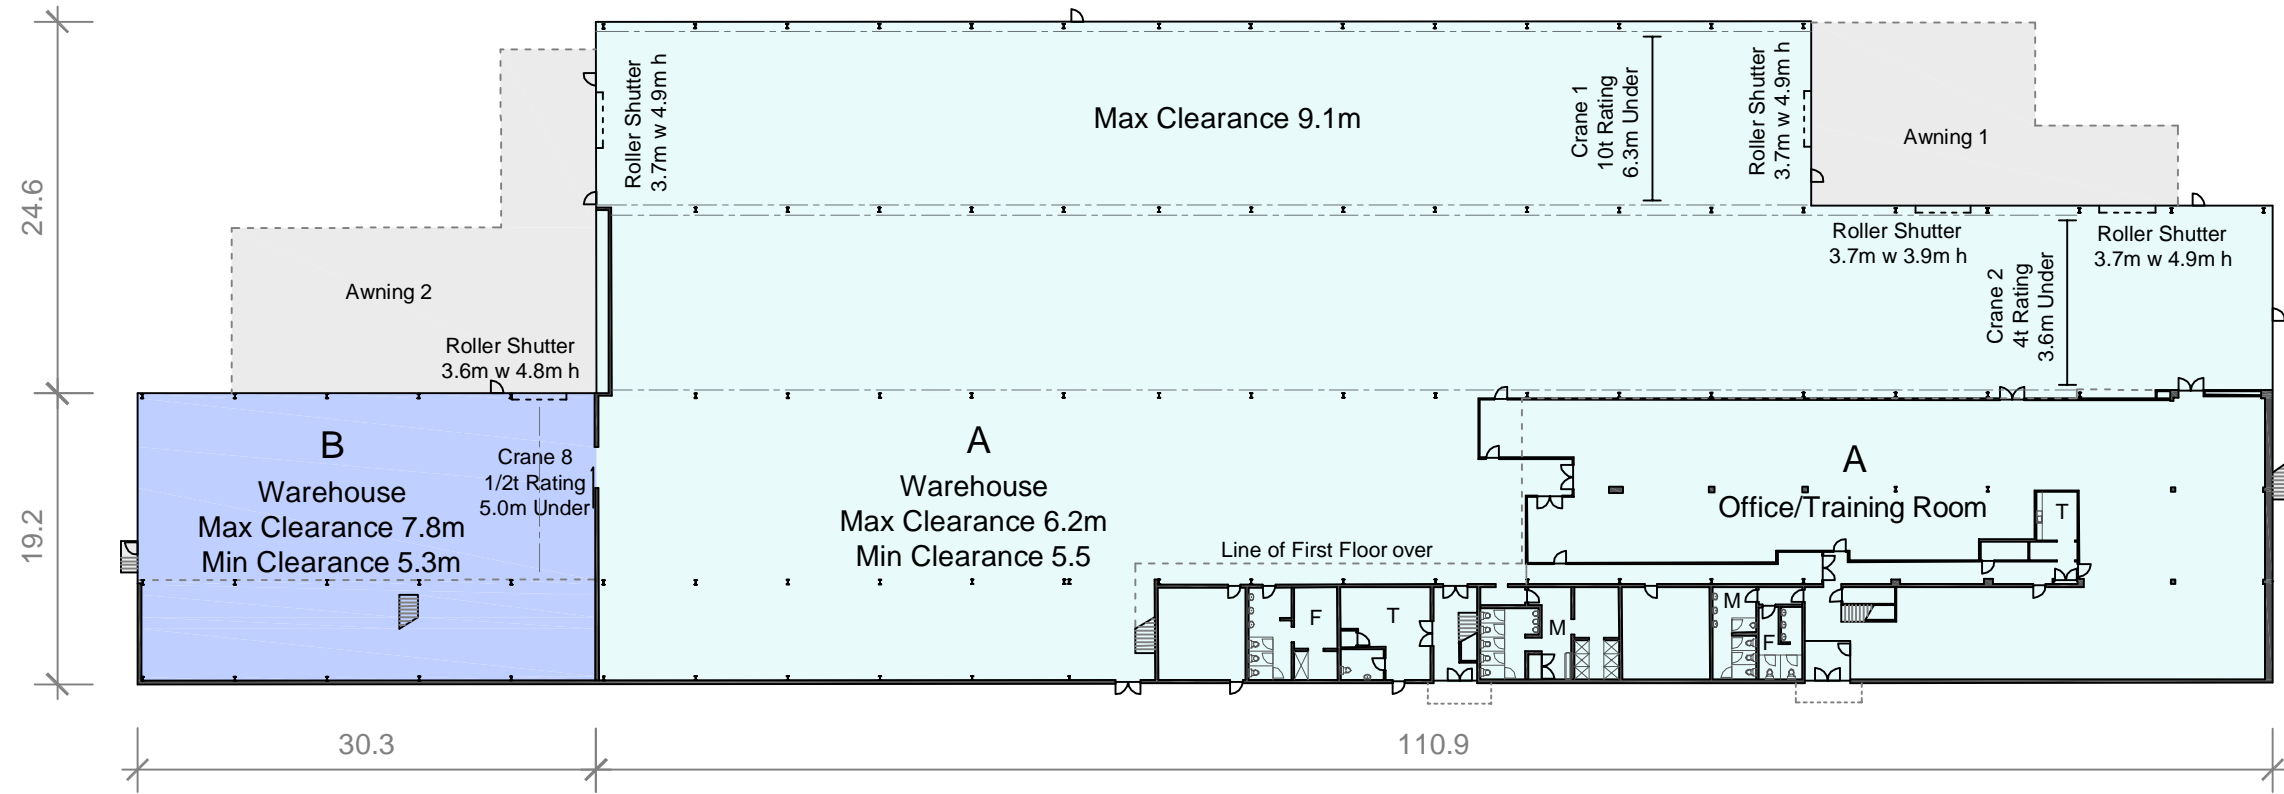 Roller Shutter
3.7m w 4.9m h
Max Clearance 9.1m
Crane 1
10t Rating
6.3m Under
Roller Shutter
3.7m w 4.9m h
Awning 1
24.6
Roller Shutter
3.7m w 3.9m h
Crane 2
4t Rating
3.6m Under
Roller Shutter
3.7m w 4.9m h
Awning 2
Roller Shutter
3.6m w 4.8m h
B
Warehouse
Max Clearance 7.8m
Min Clearance 5.3m
Crane 8
1/2t Rating
5.0m Under
A
Warehouse
Max Clearance 6.2m
Min Clearance 5.5
A
Office/Training Room
T
19.2
Line of First Floor over
F
T
M
M
F
30.3
110.9